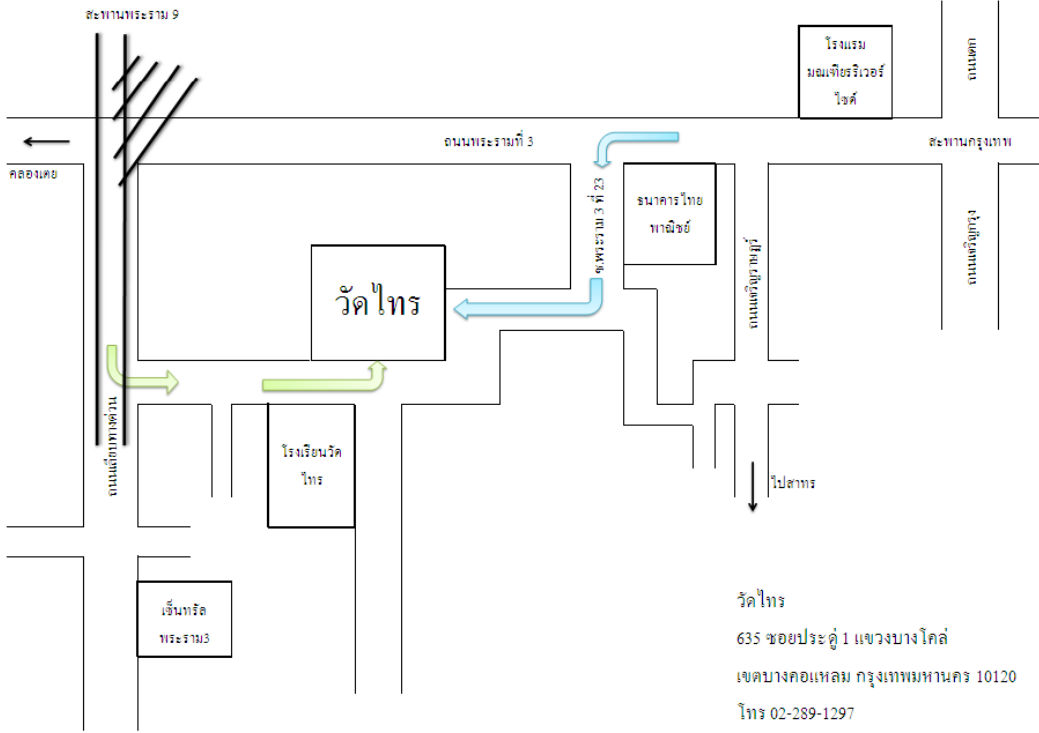 สะพานพระราม 9
โรงแรม
มณเฑียรริเวอร์
ไซด์
ถนนตก
ถนนพระรามที่ 3
สะพานกรุงเทพ
คลองเตย
ซ.พระราม 3 ที่ 23
ธนาคารไทย
พาณิชย์
ถนนเจริญราษฎร์
ถนนเจริญกรุง
วัดไทร
ถนนเลียบทางด่วน
โรงเรียนวัด
ไทร
ไปสาทร
เซ็นทรัล
พระราม3
วัดไทร
635 ซอยประดู่ 1 แขวงบางโคล่
เขตบางคอแหลม กรุงเทพมหานคร 10120
โทร 02-289-1297